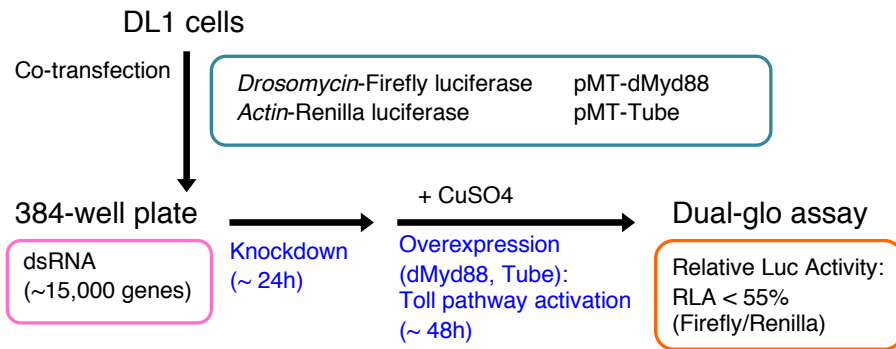 DL1 cells
Co-transfection
Drosomycin-Firefly luciferase pMT-dMyd88
Actin-Renilla luciferase pMT-Tube
384-well plate
dsRNA
(~15,000 genes)
Knockdown
(~ 24h)
+ CuSO4
Overexpression
(dMyd88, Tube):
Toll pathway activation
(~ 48h)
Dual-glo assay
Relative Luc Activity:
RLA < 55%
(Firefly/Renilla)